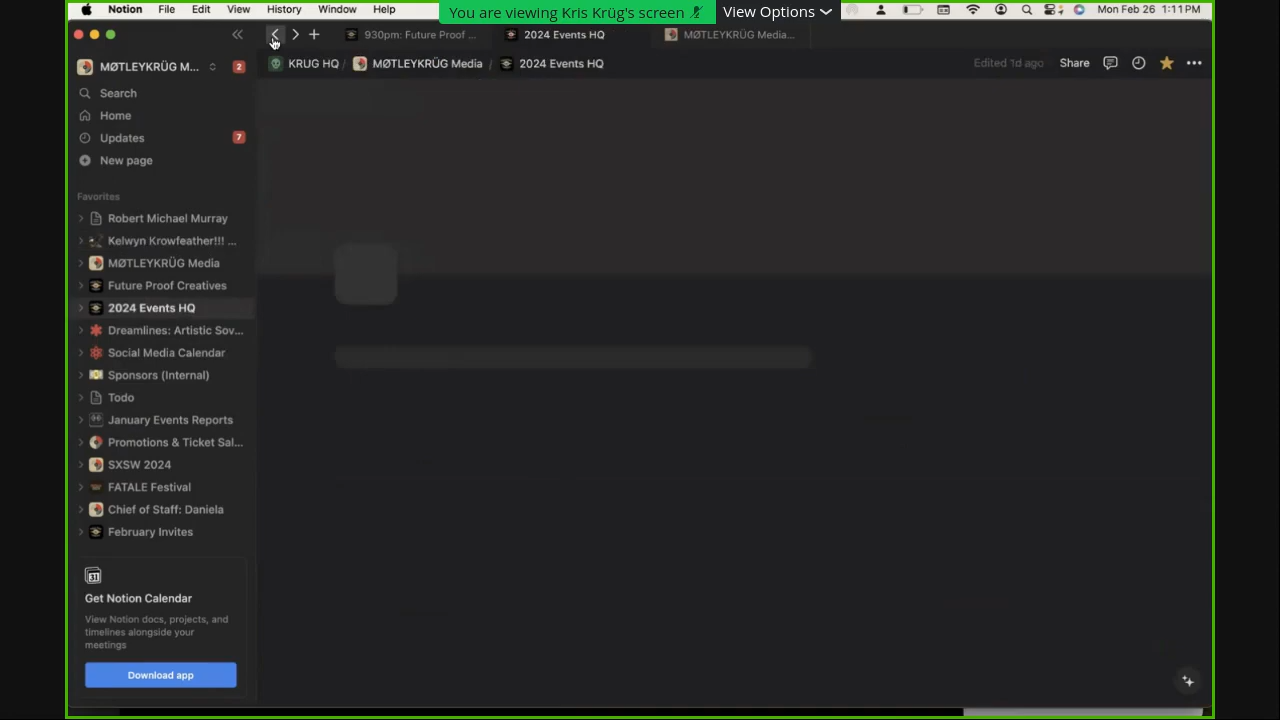 Notion File Edit View History Window Help
You are viewing Kris Krüg's screen
View Options
Mon Feb 26 1:11 PM
930pm: Future Proof ...
2024 Events HQ
MØTLEYKRÜG Media...
MØTLEYKRÜG M...
2
KRUG HQ / MØTLEYKRÜG Media / 2024 Events HQ
Edited 1d ago
Share
Search
Home
Updates
7
New page
Favorites
Robert Michael Murray
Kelwyn Krowfeather!!! ...
MØTLEYKRÜG Media
Future Proof Creatives
2024 Events HQ
Dreamlines: Artistic Sov...
Social Media Calendar
Sponsors (Internal)
Todo
January Events Reports
Promotions & Ticket Sal...
SXSW 2024
FATALE Festival
Chief of Staff: Daniela
February Invites
31
Get Notion Calendar
View Notion docs, projects, and
timelines alongside your
meetings
Download app